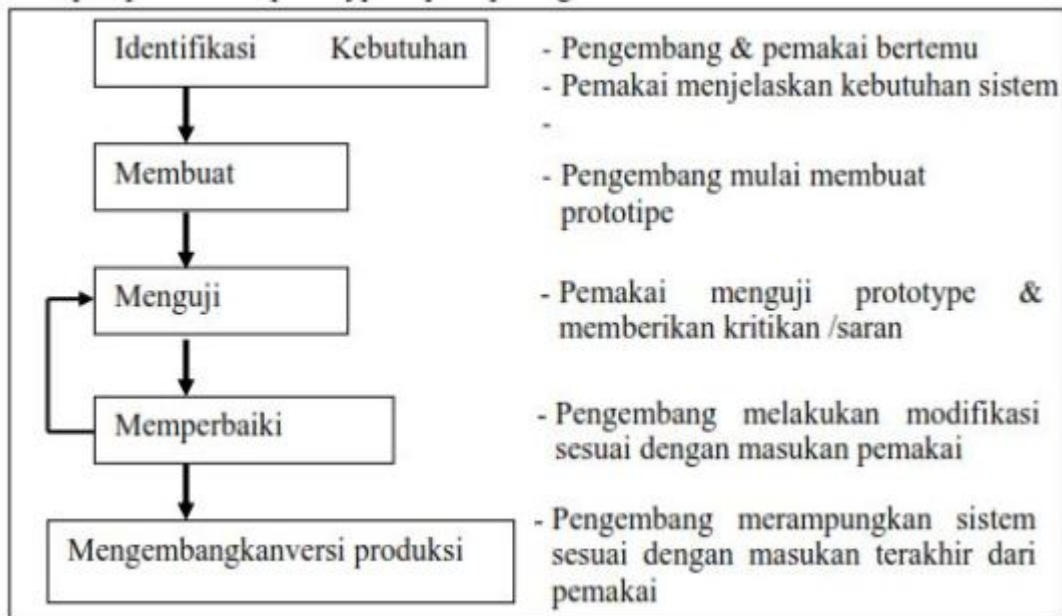 Identifikasi Kebutuhan
- Pengembang & pemakai bertemu
- Pemakai menjelaskan kebutuhan sistem
-
Membuat
- Pengembang mulai membuat
prototipe
Menguji
- Pemakai menguji prototype &
memberikan kritikan /saran
Memperbaiki
- Pengembang melakukan modifikasi
sesuai dengan masukan pemakai
Mengembangkanversi produksi
- Pengembang merampungkan sistem
sesuai dengan masukan terakhir dari
pemakai